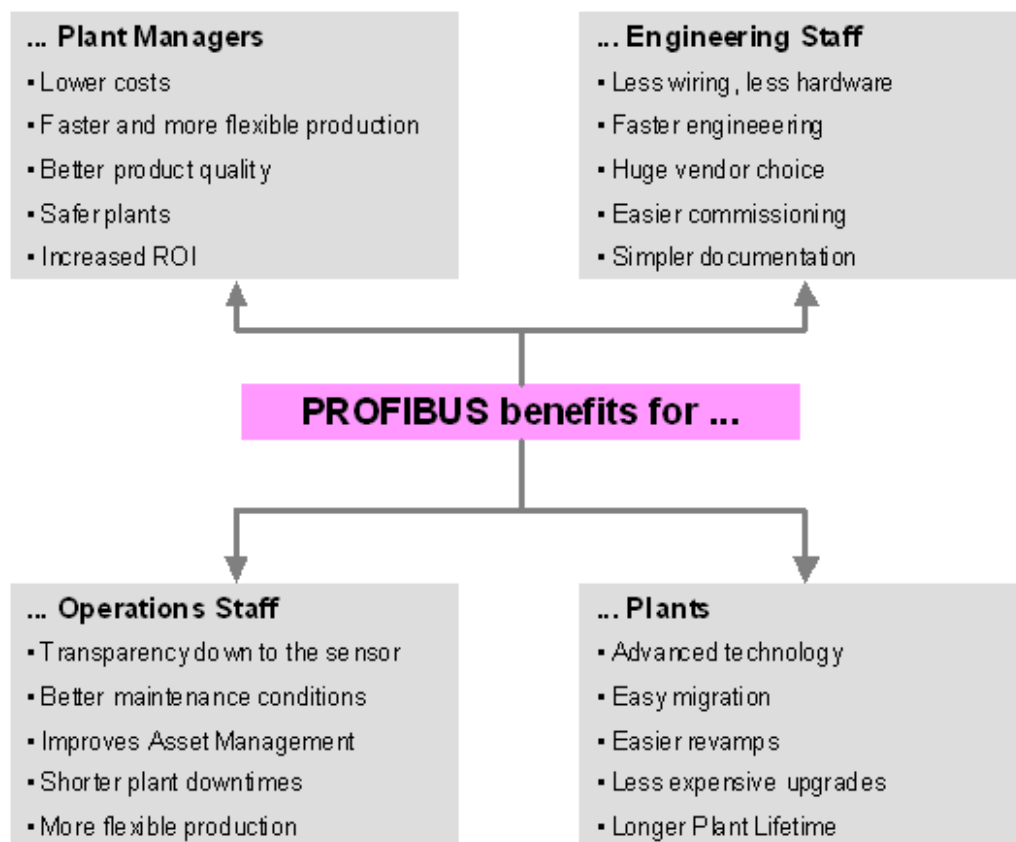 ... Plant Managers
▪ Lower costs
▪ Faster and more flexible production
▪ Better product quality
▪ Safer plants
▪ Increased ROI
... Engineering Staff
▪ Less wiring, less hardware
▪ Faster engineeering
▪ Huge vendor choice
▪ Easier commissioning
▪ Simpler documentation
PROFIBUS benefits for ...
... Operations Staff
▪ Transparency down to the sensor
▪ Better maintenance conditions
▪ Improves Asset Management
▪ Shorter plant downtimes
▪ More flexible production
... Plants
▪ Advanced technology
▪ Easy migration
▪ Easier revamps
▪ Less expensive upgrades
▪ Longer Plant Lifetime